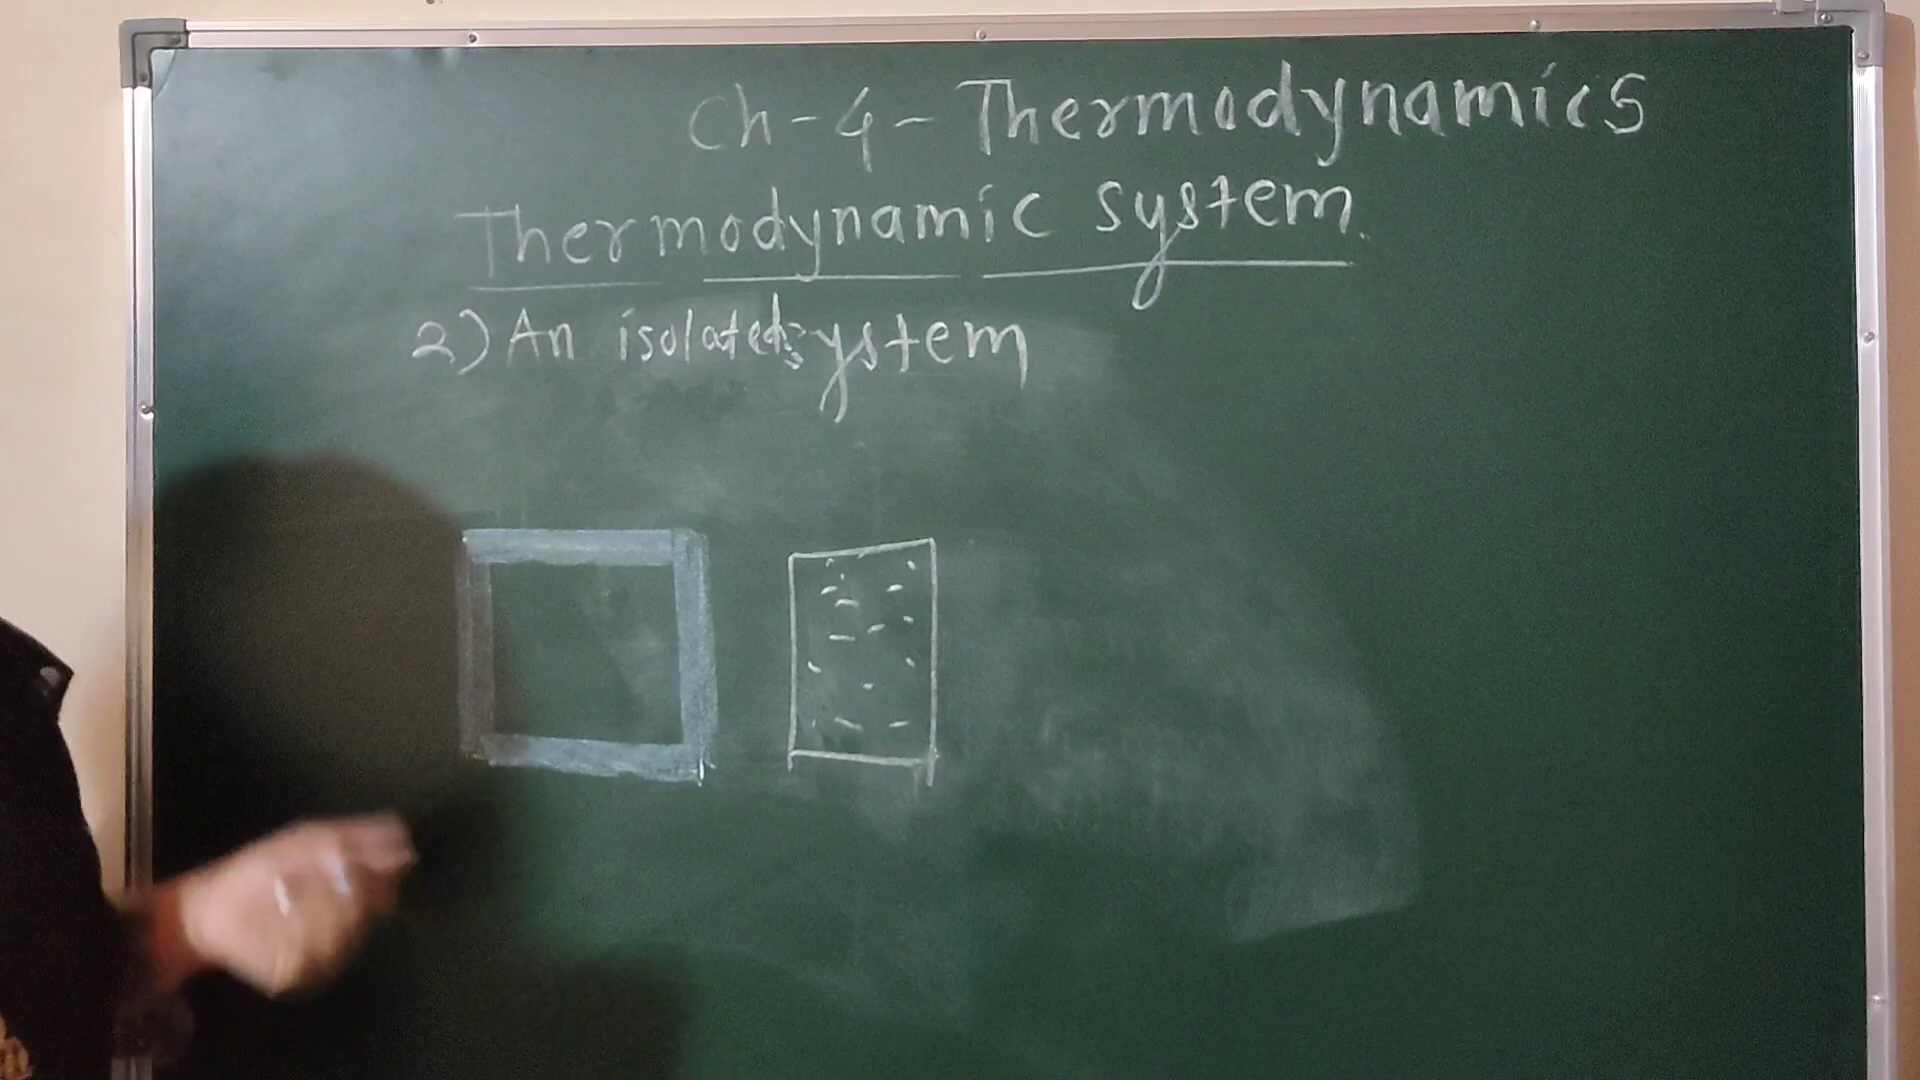 Ch-4- Thermodynamics
Thermodynamic system.
2) An isolated system